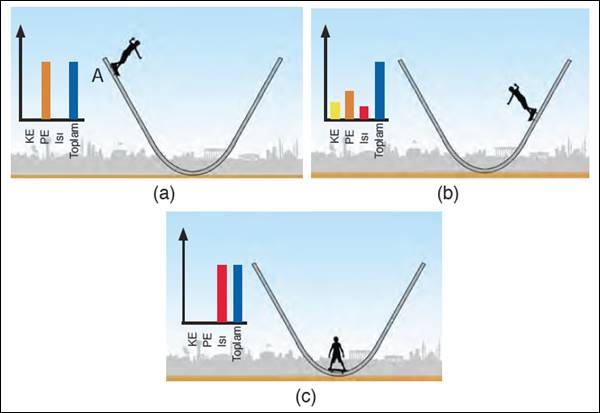 A
KE
PE
Isı
Toplam
(a)
KE
PE
Isı
Toplam
(b)
KE
PE
Isı
Toplam
(c)